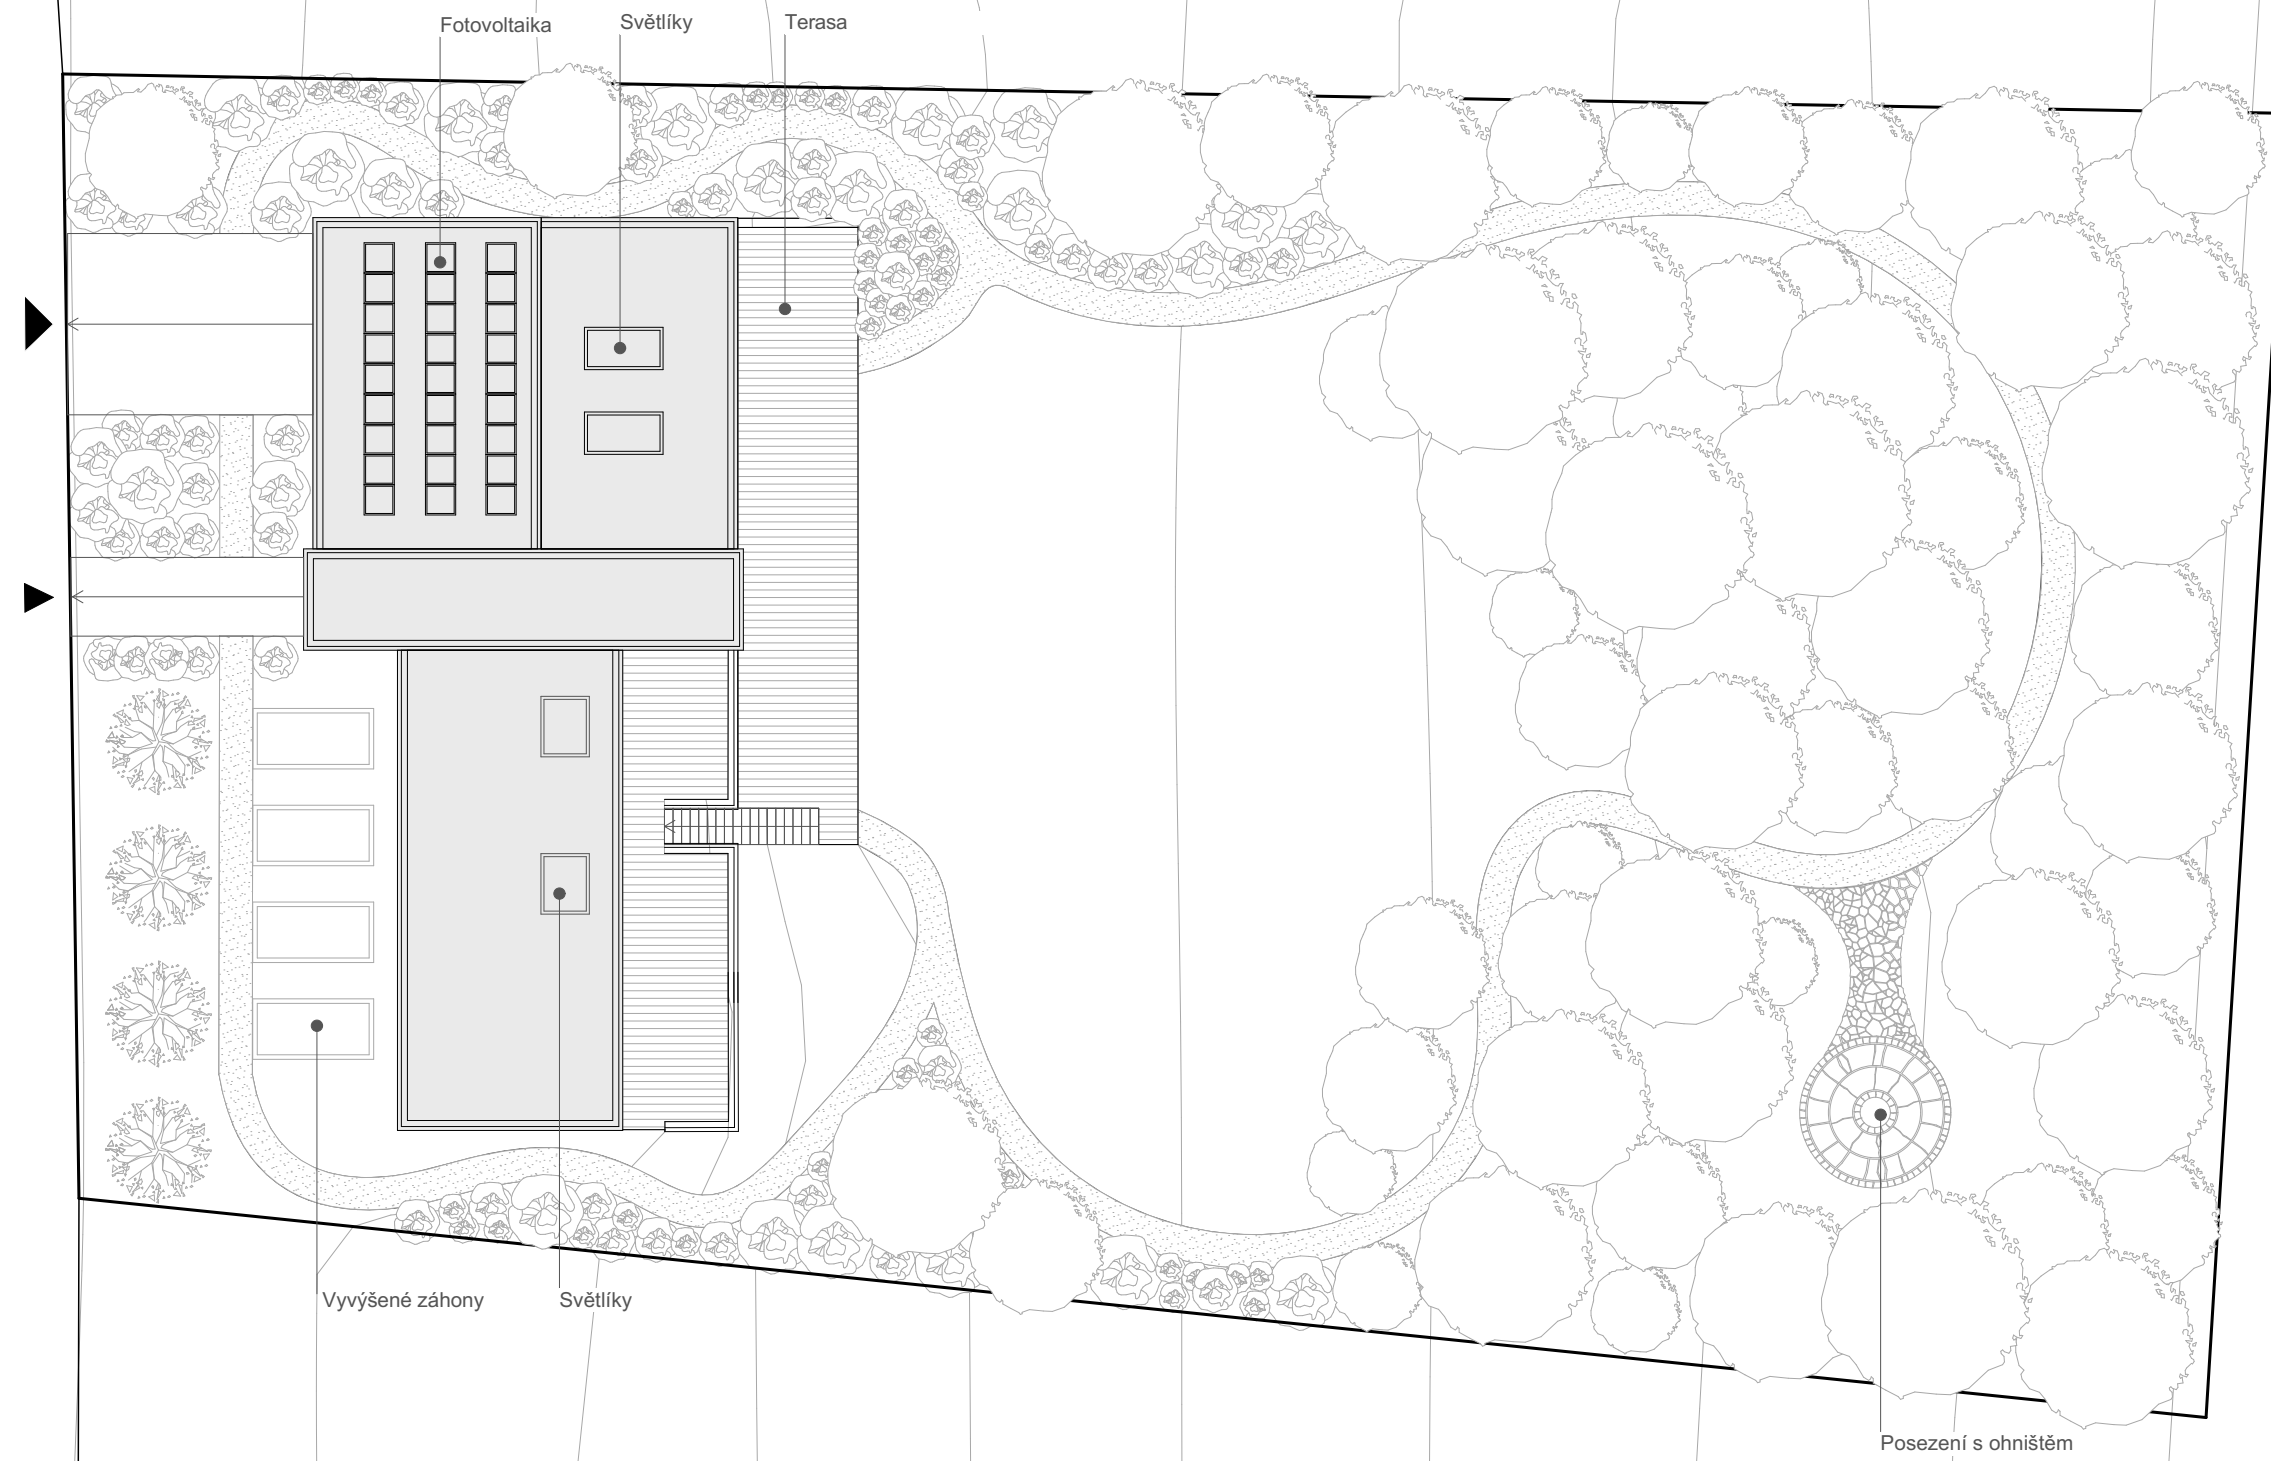 Fotovoltaika
Světlíky
Terasa
Vyvýšené záhony
Světlíky
Posezení s ohništěm